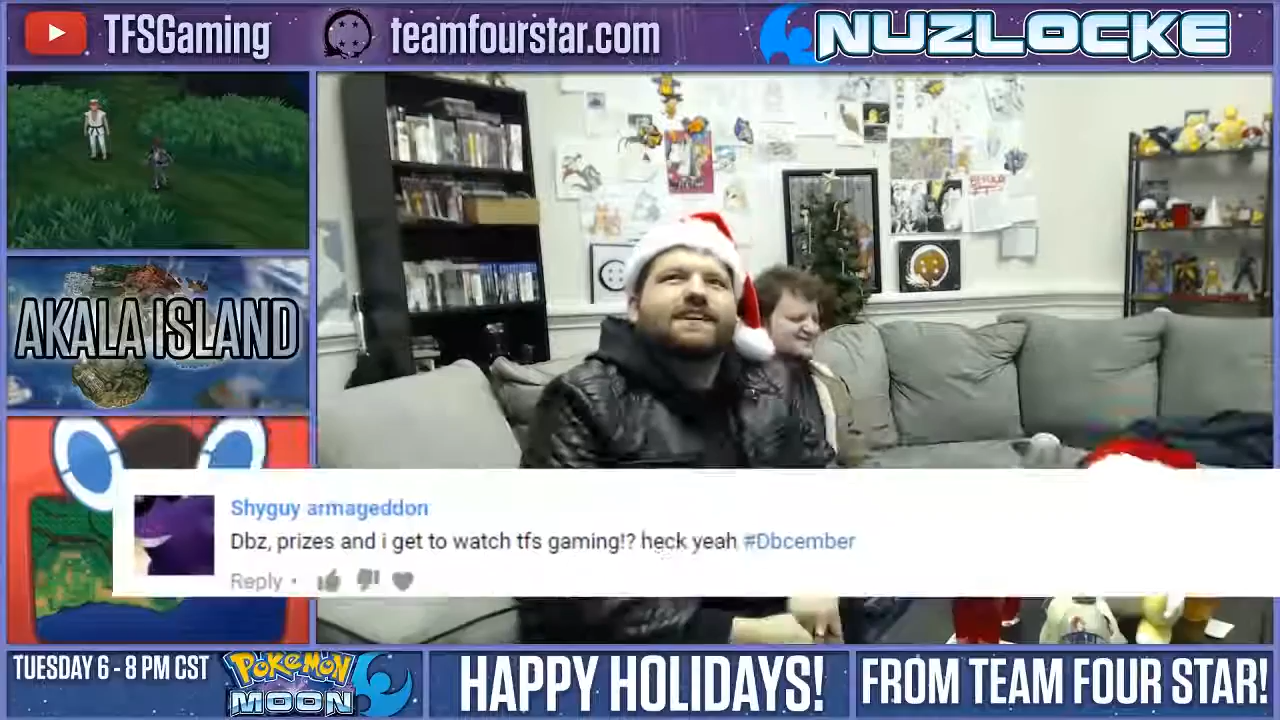 TFSGaming
teamfourstar.com
NUZLOCKE
AKALA ISLAND
Shyguy armageddon
Dbz, prizes and i get to watch tfs gaming!? heck yeah #Dbcember
Reply •
TUESDAY 6 - 8 PM CST
POKéMON
MOON
HAPPY HOLIDAYS!
FROM TEAM FOUR STAR!